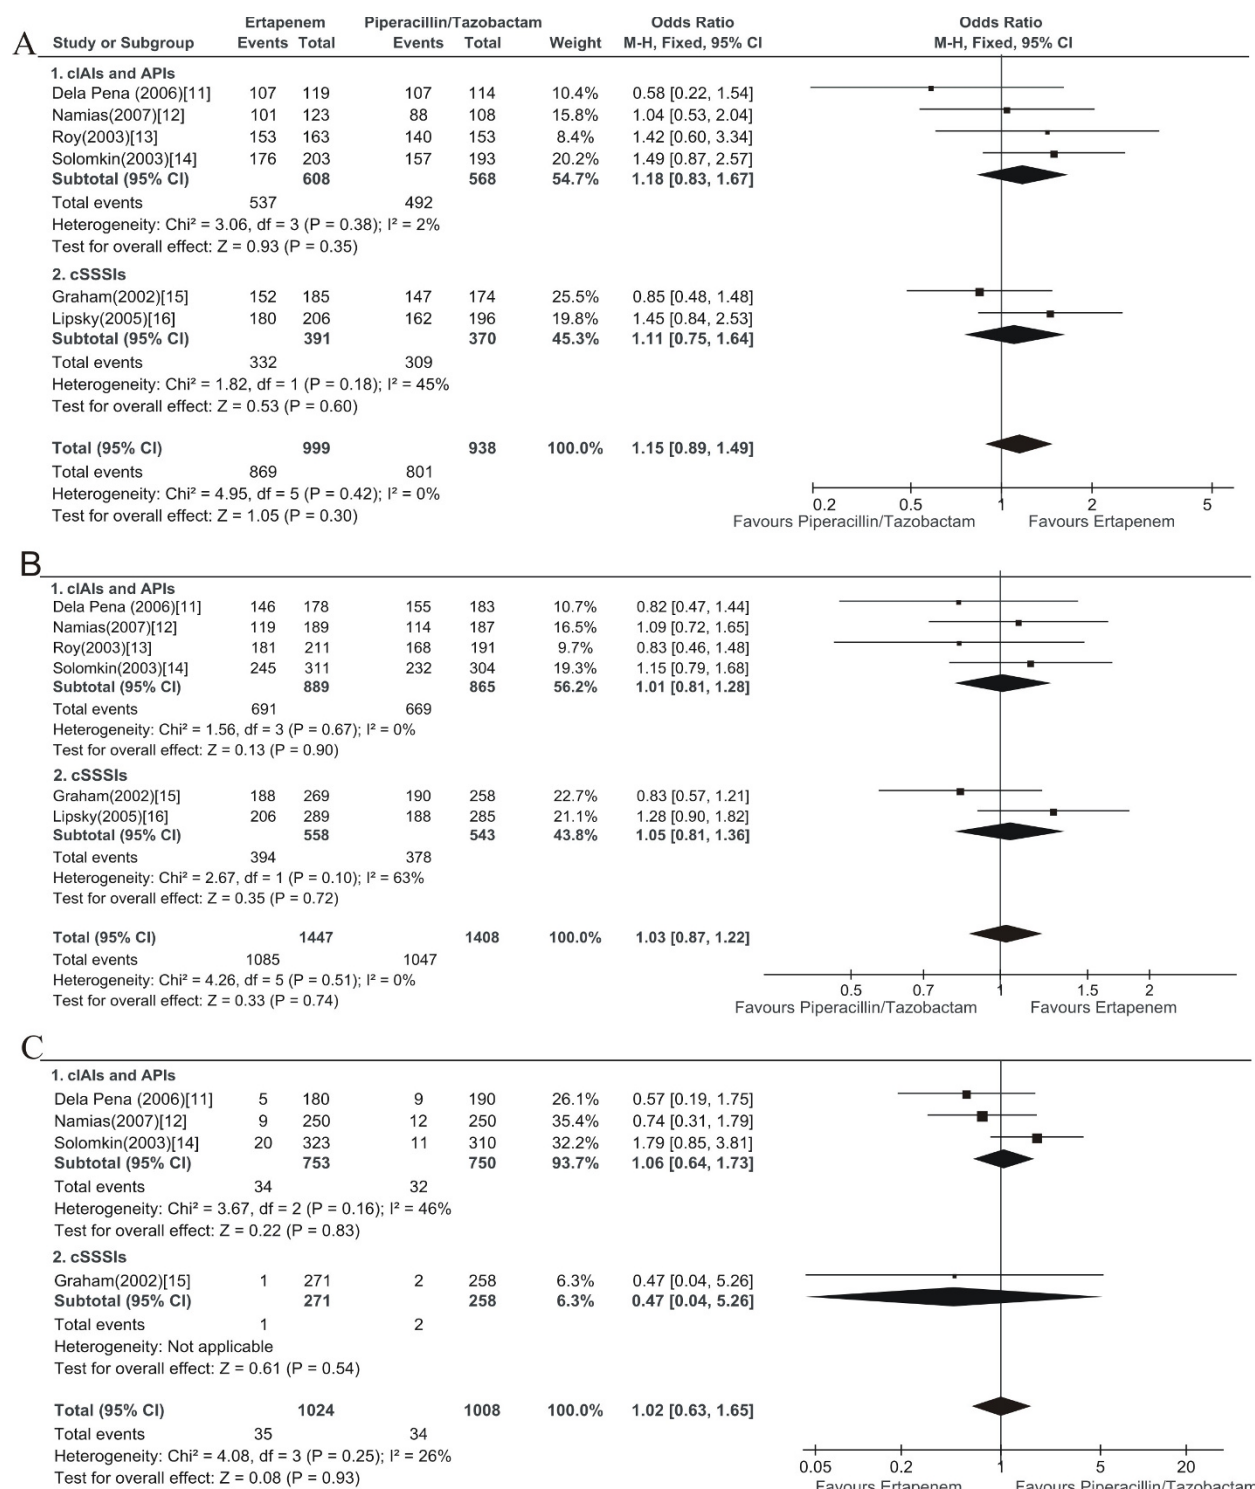 Ertapenem Piperacillin/Tazobactam Odds Ratio Odds Ratio
A Study or Subgroup Events Total Events Total Weight M-H, Fixed, 95% CI M-H, Fixed, 95% CI
1. cIAIs and APIs
Dela Pena (2006)[11] 107 119 107 114 10.4% 0.58 [0.22, 1.54]
Namias(2007)[12] 101 123 88 108 15.8% 1.04 [0.53, 2.04]
Roy(2003)[13] 153 163 140 153 8.4% 1.42 [0.60, 3.34]
Solomkin(2003)[14] 176 203 157 193 20.2% 1.49 [0.87, 2.57]
Subtotal (95% CI) 608 568 54.7% 1.18 [0.83, 1.67]
Total events 537 492
Heterogeneity: Chi² = 3.06, df = 3 (P = 0.38); I² = 2%
Test for overall effect: Z = 0.93 (P = 0.35)
2. cSSSIs
Graham(2002)[15] 152 185 147 174 25.5% 0.85 [0.48, 1.48]
Lipsky(2005)[16] 180 206 162 196 19.8% 1.45 [0.84, 2.53]
Subtotal (95% CI) 391 370 45.3% 1.11 [0.75, 1.64]
Total events 332 309
Heterogeneity: Chi² = 1.82, df = 1 (P = 0.18); I² = 45%
Test for overall effect: Z = 0.53 (P = 0.60)
Total (95% CI) 999 938 100.0% 1.15 [0.89, 1.49]
Total events 869 801
Heterogeneity: Chi² = 4.95, df = 5 (P = 0.42); I² = 0%
Test for overall effect: Z = 1.05 (P = 0.30)
0.2 0.5 1 2 5
Favours Piperacillin/Tazobactam Favours Ertapenem
B
1. cIAIs and APIs
Dela Pena (2006)[11] 146 178 155 183 10.7% 0.82 [0.47, 1.44]
Namias(2007)[12] 119 189 114 187 16.5% 1.09 [0.72, 1.65]
Roy(2003)[13] 181 211 168 191 9.7% 0.83 [0.46, 1.48]
Solomkin(2003)[14] 245 311 232 304 19.3% 1.15 [0.79, 1.68]
Subtotal (95% CI) 889 865 56.2% 1.01 [0.81, 1.28]
Total events 691 669
Heterogeneity: Chi² = 1.56, df = 3 (P = 0.67); I² = 0%
Test for overall effect: Z = 0.13 (P = 0.90)
2. cSSSIs
Graham(2002)[15] 188 269 190 258 22.7% 0.83 [0.57, 1.21]
Lipsky(2005)[16] 206 289 188 285 21.1% 1.28 [0.90, 1.82]
Subtotal (95% CI) 558 543 43.8% 1.05 [0.81, 1.36]
Total events 394 378
Heterogeneity: Chi² = 2.67, df = 1 (P = 0.10); I² = 63%
Test for overall effect: Z = 0.35 (P = 0.72)
Total (95% CI) 1447 1408 100.0% 1.03 [0.87, 1.22]
Total events 1085 1047
Heterogeneity: Chi² = 4.26, df = 5 (P = 0.51); I² = 0%
Test for overall effect: Z = 0.33 (P = 0.74)
0.5 0.7 1 1.5 2
Favours Piperacillin/Tazobactam Favours Ertapenem
C
1. cIAIs and APIs
Dela Pena (2006)[11] 5 180 9 190 26.1% 0.57 [0.19, 1.75]
Namias(2007)[12] 9 250 12 250 35.4% 0.74 [0.31, 1.79]
Solomkin(2003)[14] 20 323 11 310 32.2% 1.79 [0.85, 3.81]
Subtotal (95% CI) 753 750 93.7% 1.06 [0.64, 1.73]
Total events 34 32
Heterogeneity: Chi² = 3.67, df = 2 (P = 0.16); I² = 46%
Test for overall effect: Z = 0.22 (P = 0.83)
2. cSSSIs
Graham(2002)[15] 1 271 2 258 6.3% 0.47 [0.04, 5.26]
Subtotal (95% CI) 271 258 6.3% 0.47 [0.04, 5.26]
Total events 1 2
Heterogeneity: Not applicable
Test for overall effect: Z = 0.61 (P = 0.54)
Total (95% CI) 1024 1008 100.0% 1.02 [0.63, 1.65]
Total events 35 34
Heterogeneity: Chi² = 4.08, df = 3 (P = 0.25); I² = 26%
Test for overall effect: Z = 0.08 (P = 0.93)
0.05 0.2 1 5 20
Favours Ertapenem Favours Piperacillin/Tazobactam